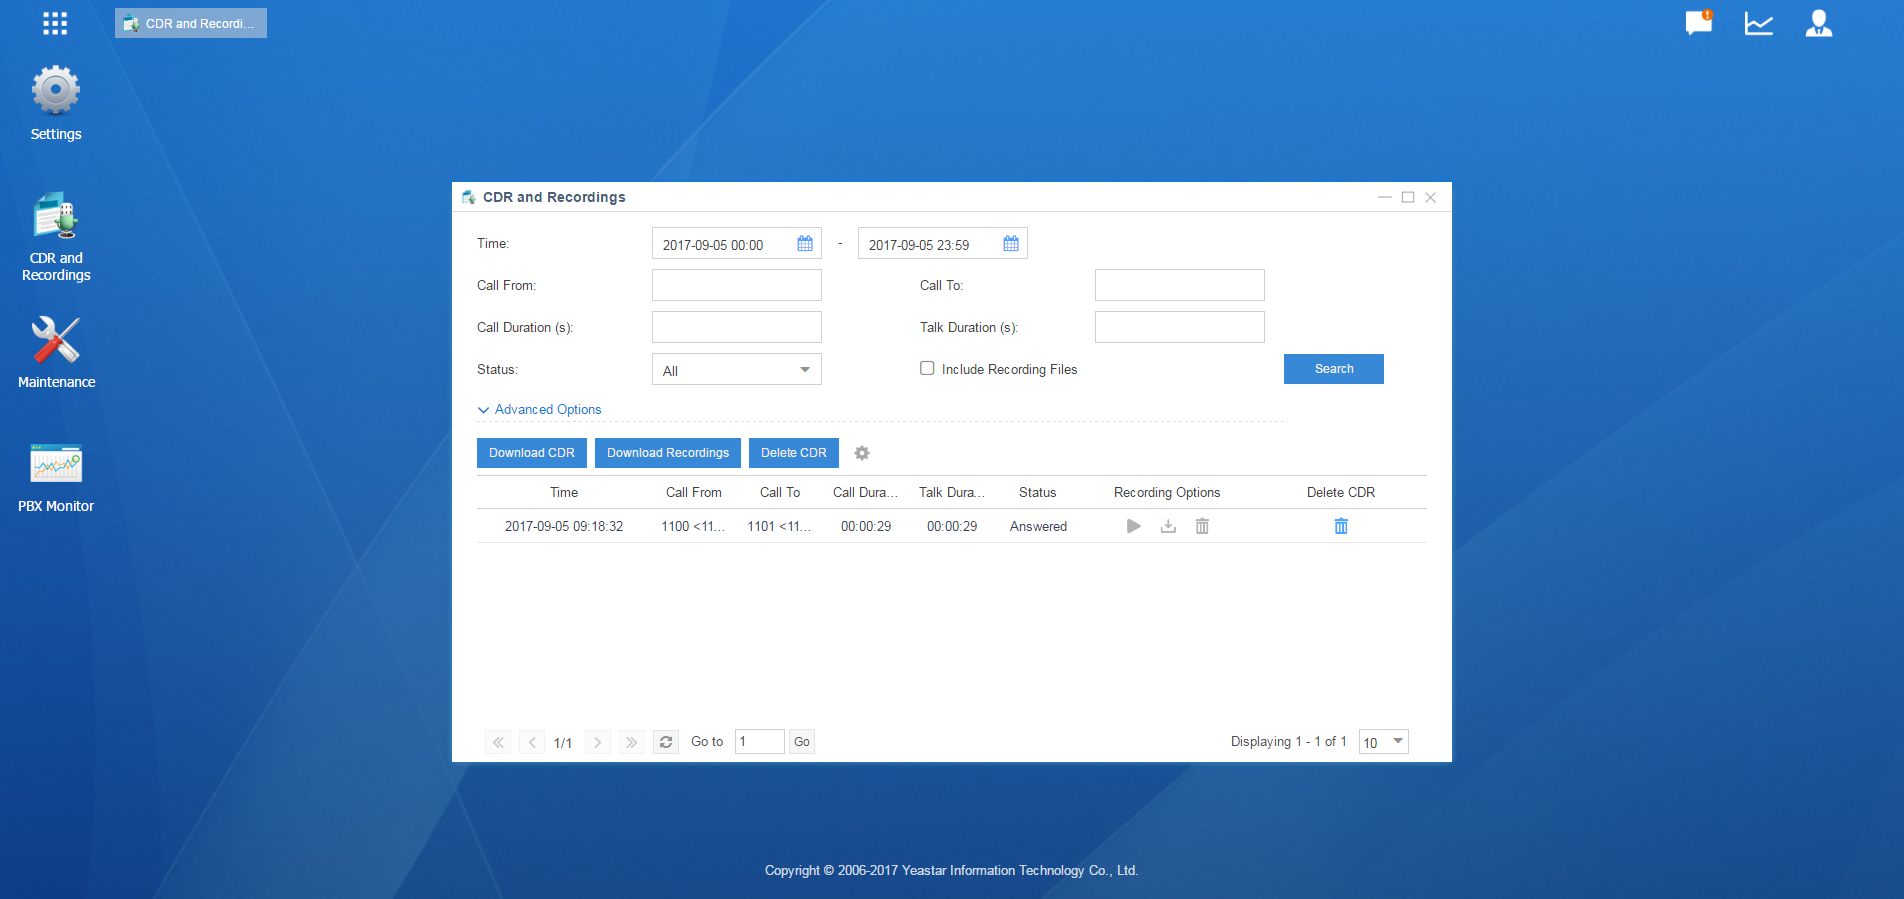 CDR and Recordi...
Settings
CDR and
Recordings
Maintenance
PBX Monitor
CDR and Recordings
Time: 2017-09-05 00:00 - 2017-09-05 23:59
Call From: Call To:
Call Duration (s): Talk Duration (s):
Status: All Include Recording Files Search
Advanced Options
Download CDR Download Recordings Delete CDR
Time Call From Call To Call Dura... Talk Dura... Status Recording Options Delete CDR
2017-09-05 09:18:32 1100 <11... 1101 <11... 00:00:29 00:00:29 Answered
1/1 Go to 1 Go Displaying 1 - 1 of 1 10
Copyright © 2006-2017 Yeastar Information Technology Co., Ltd.